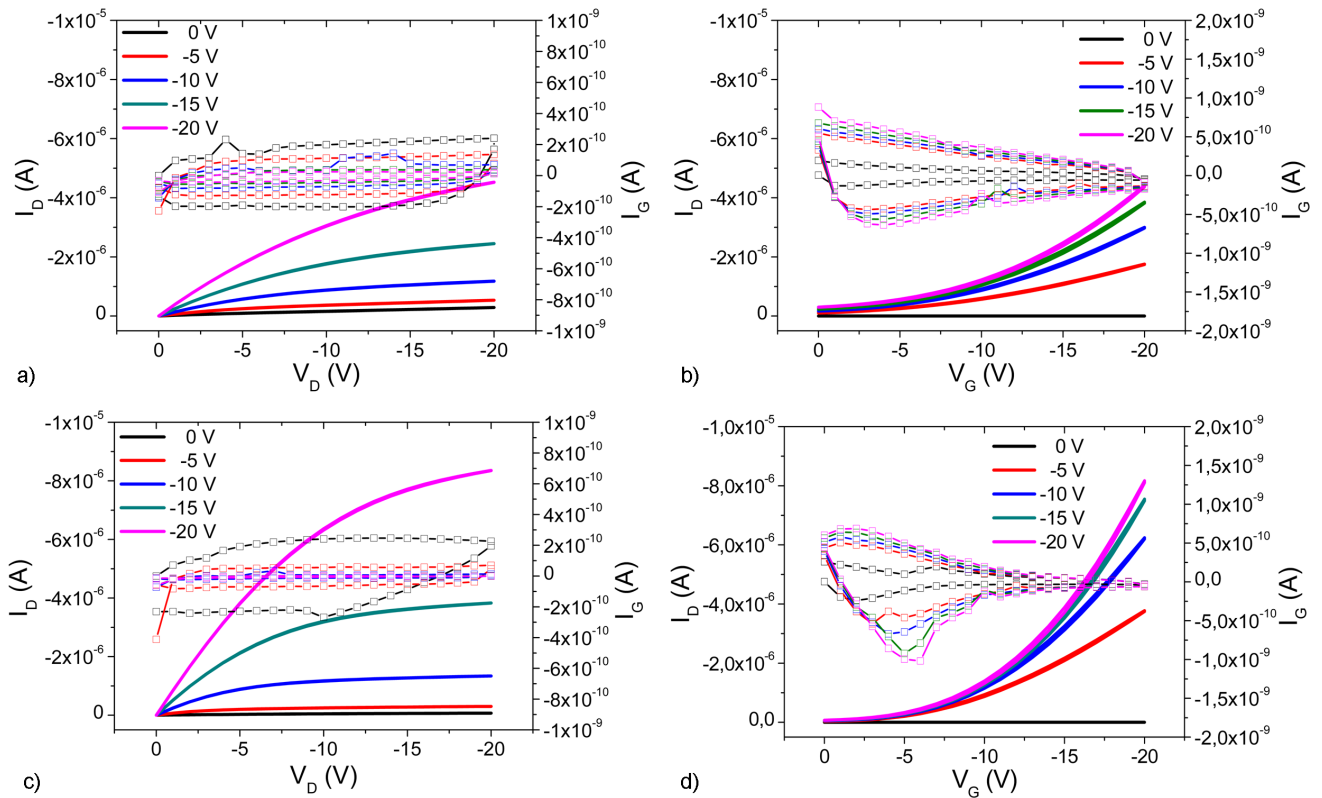 -1x10⁻⁵
-8x10⁻⁶
-6x10⁻⁶
-4x10⁻⁶
-2x10⁻⁶
0
I_D (A)
0 V
-5 V
-10 V
-15 V
-20 V
1x10⁻⁹
8x10⁻¹⁰
6x10⁻¹⁰
4x10⁻¹⁰
2x10⁻¹⁰
0
-2x10⁻¹⁰
-4x10⁻¹⁰
-6x10⁻¹⁰
-8x10⁻¹⁰
-1x10⁻⁹
I_G (A)
0 -5 -10 -15 -20
V_D (V)
a)
-1x10⁻⁵
-8x10⁻⁶
-6x10⁻⁶
-4x10⁻⁶
-2x10⁻⁶
0
I_D (A)
0 V
-5 V
-10 V
-15 V
-20 V
2,0x10⁻⁹
1,5x10⁻⁹
1,0x10⁻⁹
5,0x10⁻¹⁰
0,0
-5,0x10⁻¹⁰
-1,0x10⁻⁹
-1,5x10⁻⁹
-2,0x10⁻⁹
I_G (A)
0 -5 -10 -15 -20
V_G (V)
b)
-1x10⁻⁵
-8x10⁻⁶
-6x10⁻⁶
-4x10⁻⁶
-2x10⁻⁶
0
I_D (A)
0 V
-5 V
-10 V
-15 V
-20 V
1x10⁻⁹
8x10⁻¹⁰
6x10⁻¹⁰
4x10⁻¹⁰
2x10⁻¹⁰
0
-2x10⁻¹⁰
-4x10⁻¹⁰
-6x10⁻¹⁰
-8x10⁻¹⁰
-1x10⁻⁹
I_G (A)
0 -5 -10 -15 -20
V_D (V)
c)
-1,0x10⁻⁵
-8,0x10⁻⁶
-6,0x10⁻⁶
-4,0x10⁻⁶
-2,0x10⁻⁶
0,0
I_D (A)
0 V
-5 V
-10 V
-15 V
-20 V
2,0x10⁻⁹
1,5x10⁻⁹
1,0x10⁻⁹
5,0x10⁻¹⁰
0,0
-5,0x10⁻¹⁰
-1,0x10⁻⁹
-1,5x10⁻⁹
-2,0x10⁻⁹
I_G (A)
0 -5 -10 -15 -20
V_G (V)
d)